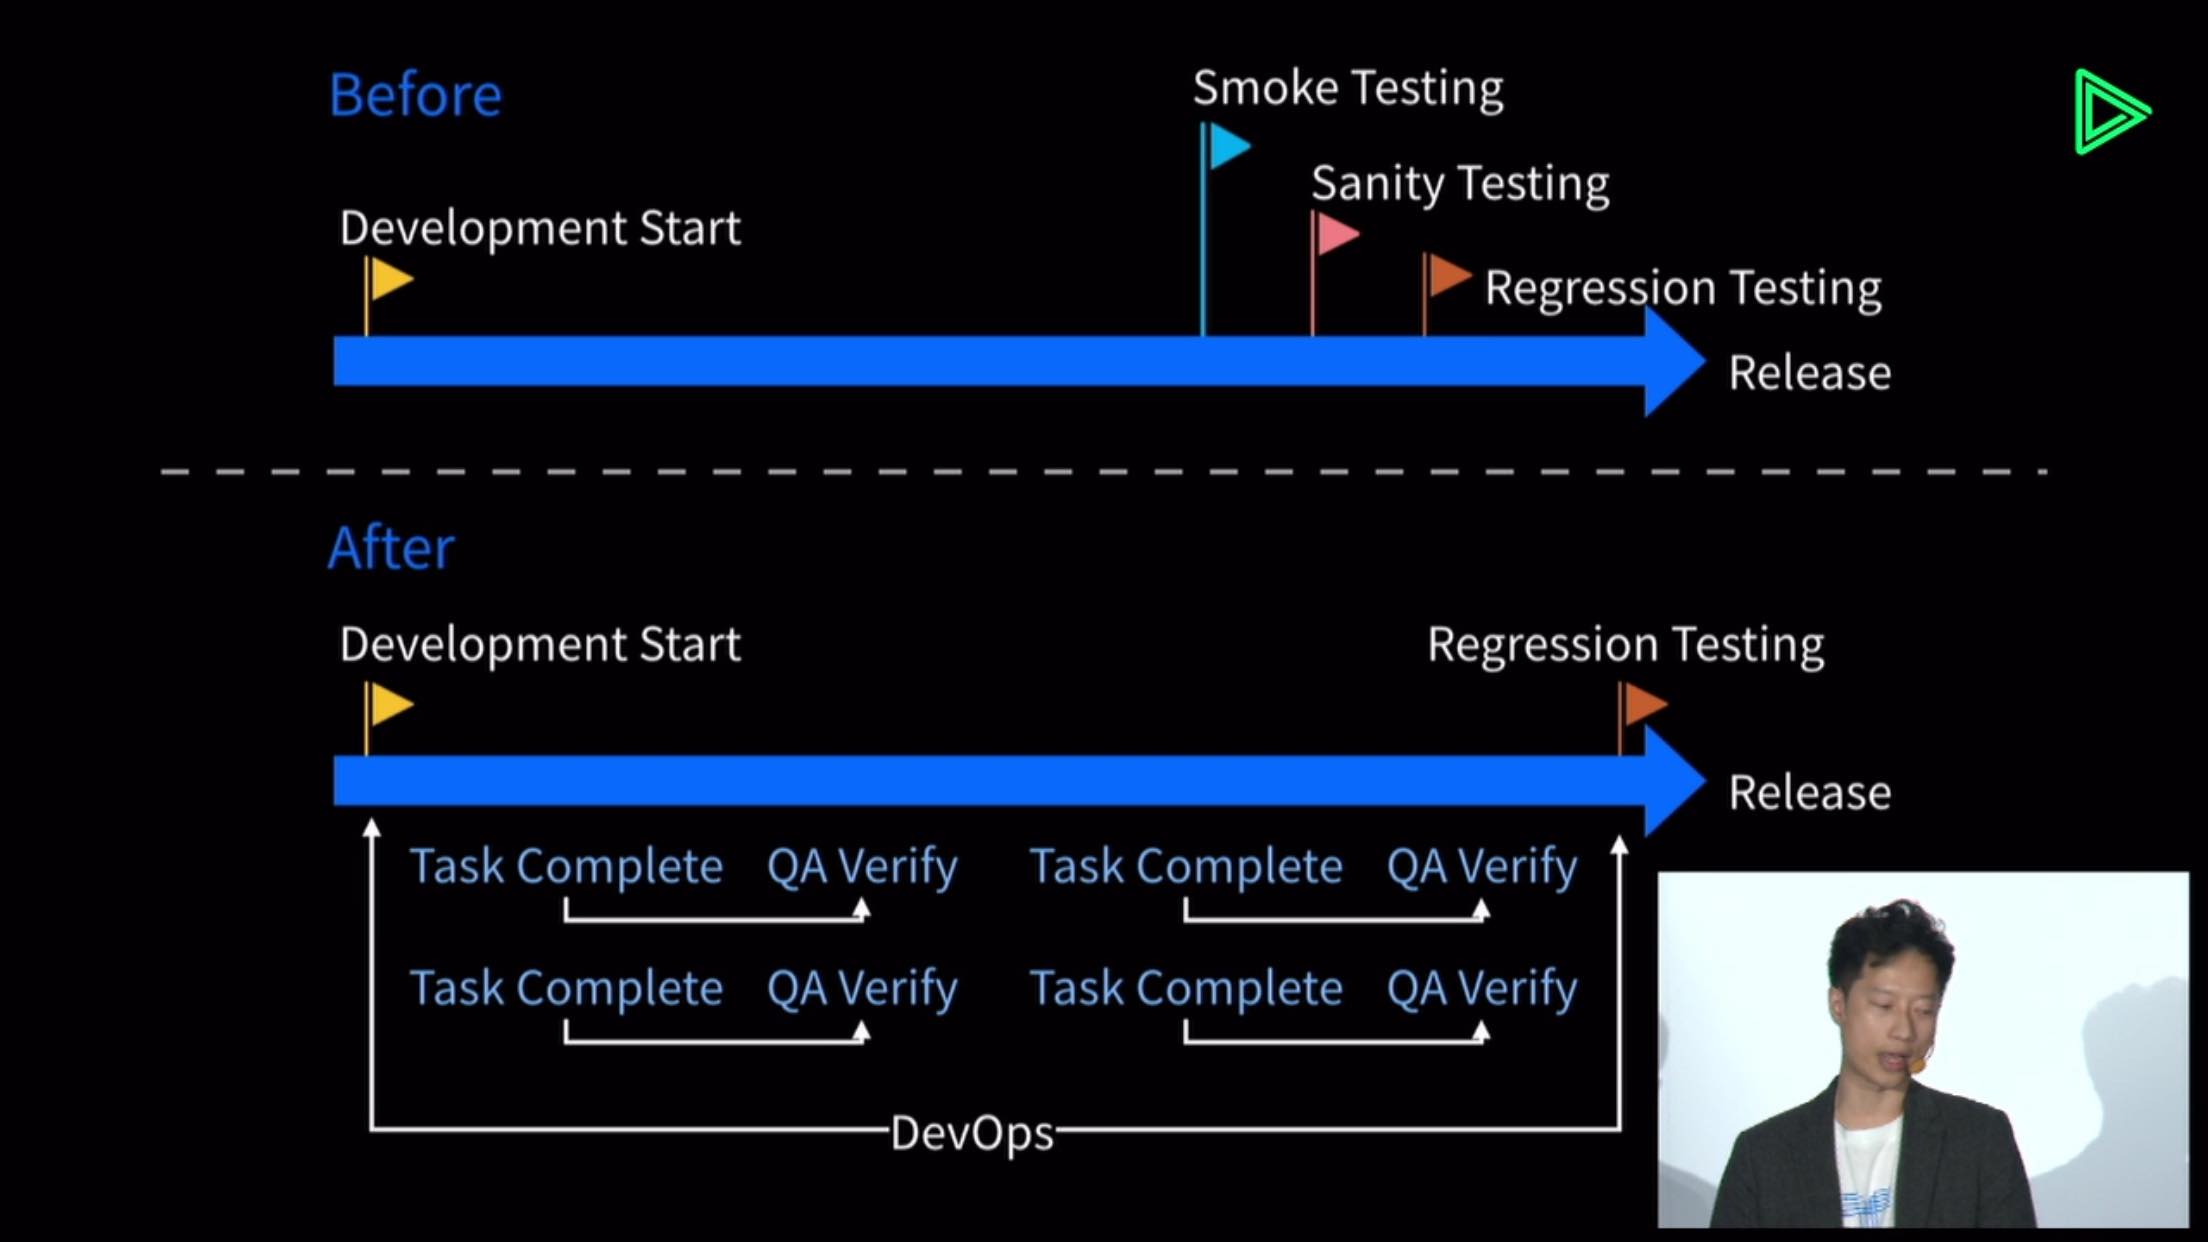 Before
Smoke Testing
Sanity Testing
Development Start
Regression Testing
Release
After
Development Start
Regression Testing
Release
Task Complete QA Verify Task Complete QA Verify
Task Complete QA Verify Task Complete QA Verify
DevOps